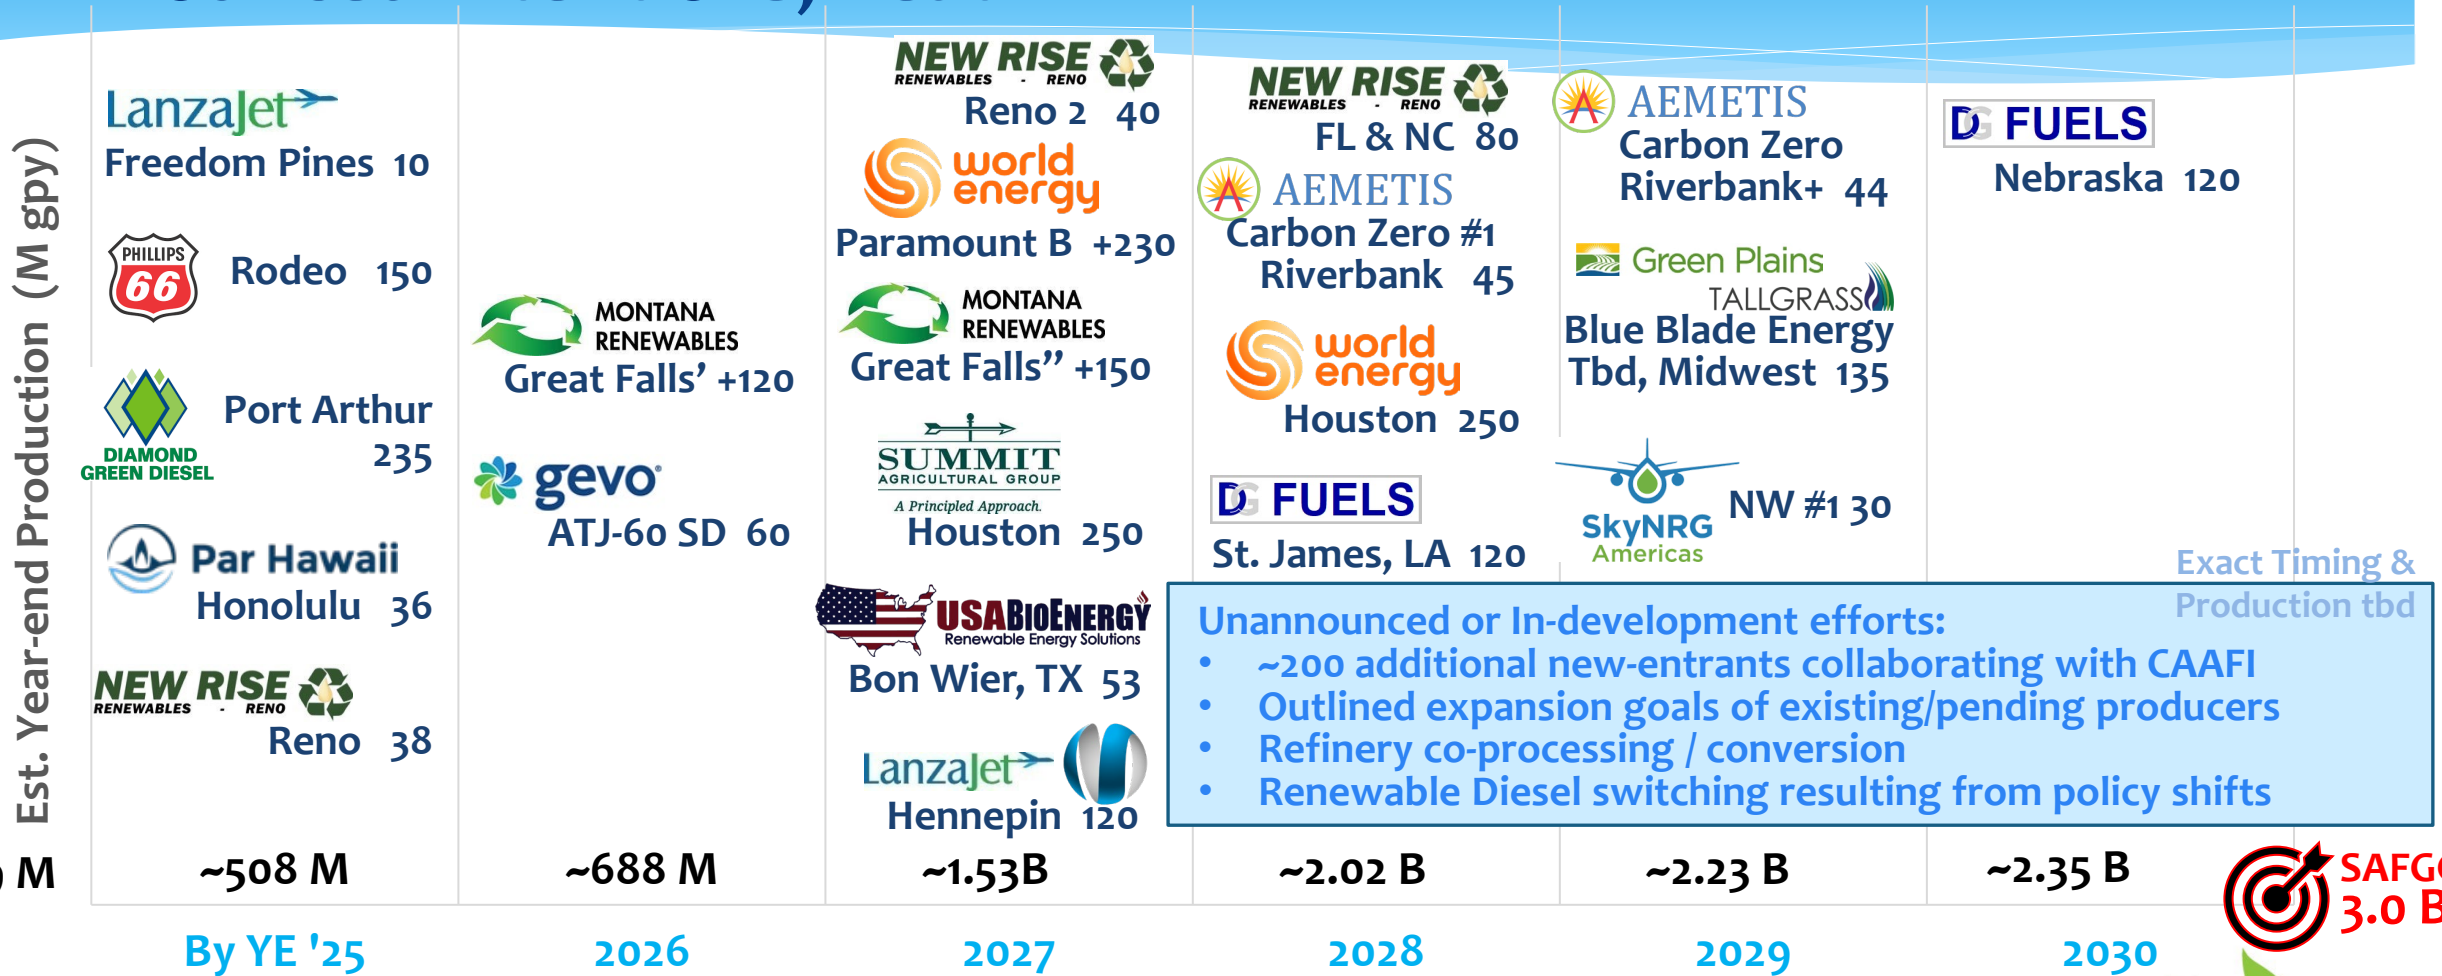 Est. Year-end Production (M gpy)
LanzaJet
Freedom Pines 10
PHILLIPS
66
Rodeo 150
DIAMOND
GREEN DIESEL
Port Arthur
235
Par Hawaii
Honolulu 36
NEW RISE
RENEWABLES - RENO
Reno 38
MONTANA
RENEWABLES
Great Falls’ +120
gevo
ATJ-60 SD 60
NEW RISE
RENEWABLES - RENO
Reno 2 40
world
energy
Paramount B +230
MONTANA
RENEWABLES
Great Falls” +150
SUMMIT
AGRICULTURAL GROUP
A Principled Approach.
Houston 250
USABIOENERGY
Renewable Energy Solutions
Bon Wier, TX 53
LanzaJet
Hennepin 120
NEW RISE
RENEWABLES - RENO
FL & NC 80
AEMETIS
Carbon Zero #1
Riverbank 45
world
energy
Houston 250
DG FUELS
St. James, LA 120
AEMETIS
Carbon Zero
Riverbank+ 44
Green Plains
TALLGRASS
Blue Blade Energy
Tbd, Midwest 135
SkyNRG
Americas
NW #1 30
DG FUELS
Nebraska 120
Exact Timing &
Production tbd
Unannounced or In-development efforts:
• ~200 additional new-entrants collaborating with CAAFI
• Outlined expansion goals of existing/pending producers
• Refinery co-processing / conversion
• Renewable Diesel switching resulting from policy shifts
M
~508 M
~688 M
~1.53B
~2.02 B
~2.23 B
~2.35 B
SAFG
3.0 B
By YE '25
2026
2027
2028
2029
2030